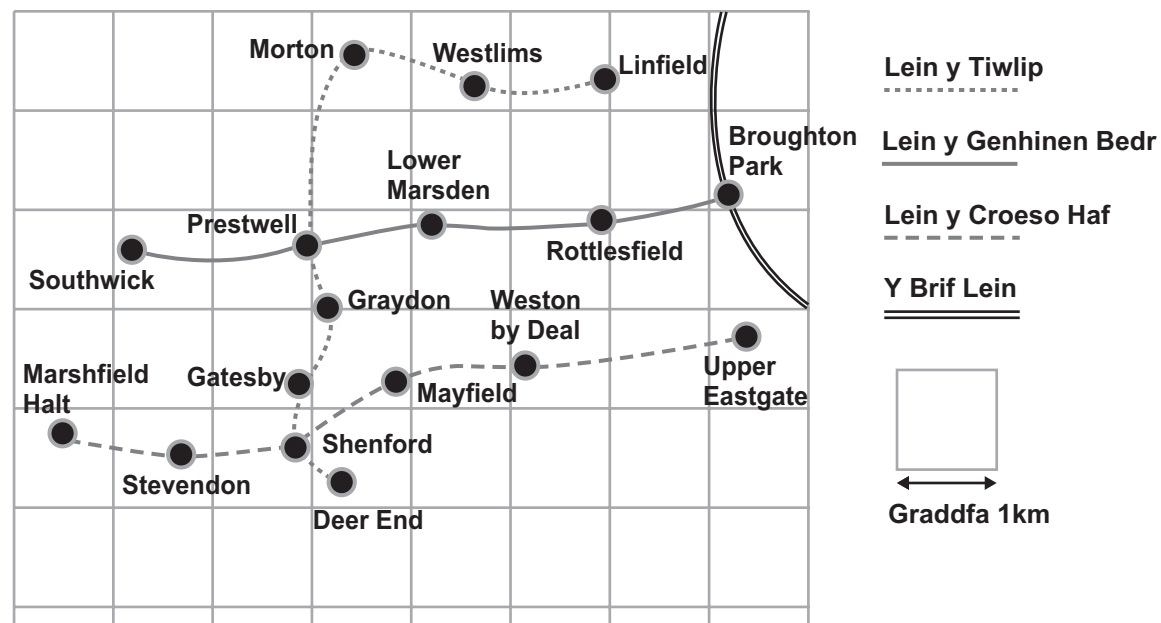 Morton
Westlims
Linfield
Broughton
Park
Lower
Marsden
Prestwell
Rottlesfield
Southwick
Graydon
Weston
by Deal
Marshfield
Halt
Gatesby
Mayfield
Upper
Eastgate
Shenford
Stevendon
Deer End
Lein y Tiwlip
Lein y Genhinen Bedr
Lein y Croeso Haf
Y Brif Lein
Graddfa 1km